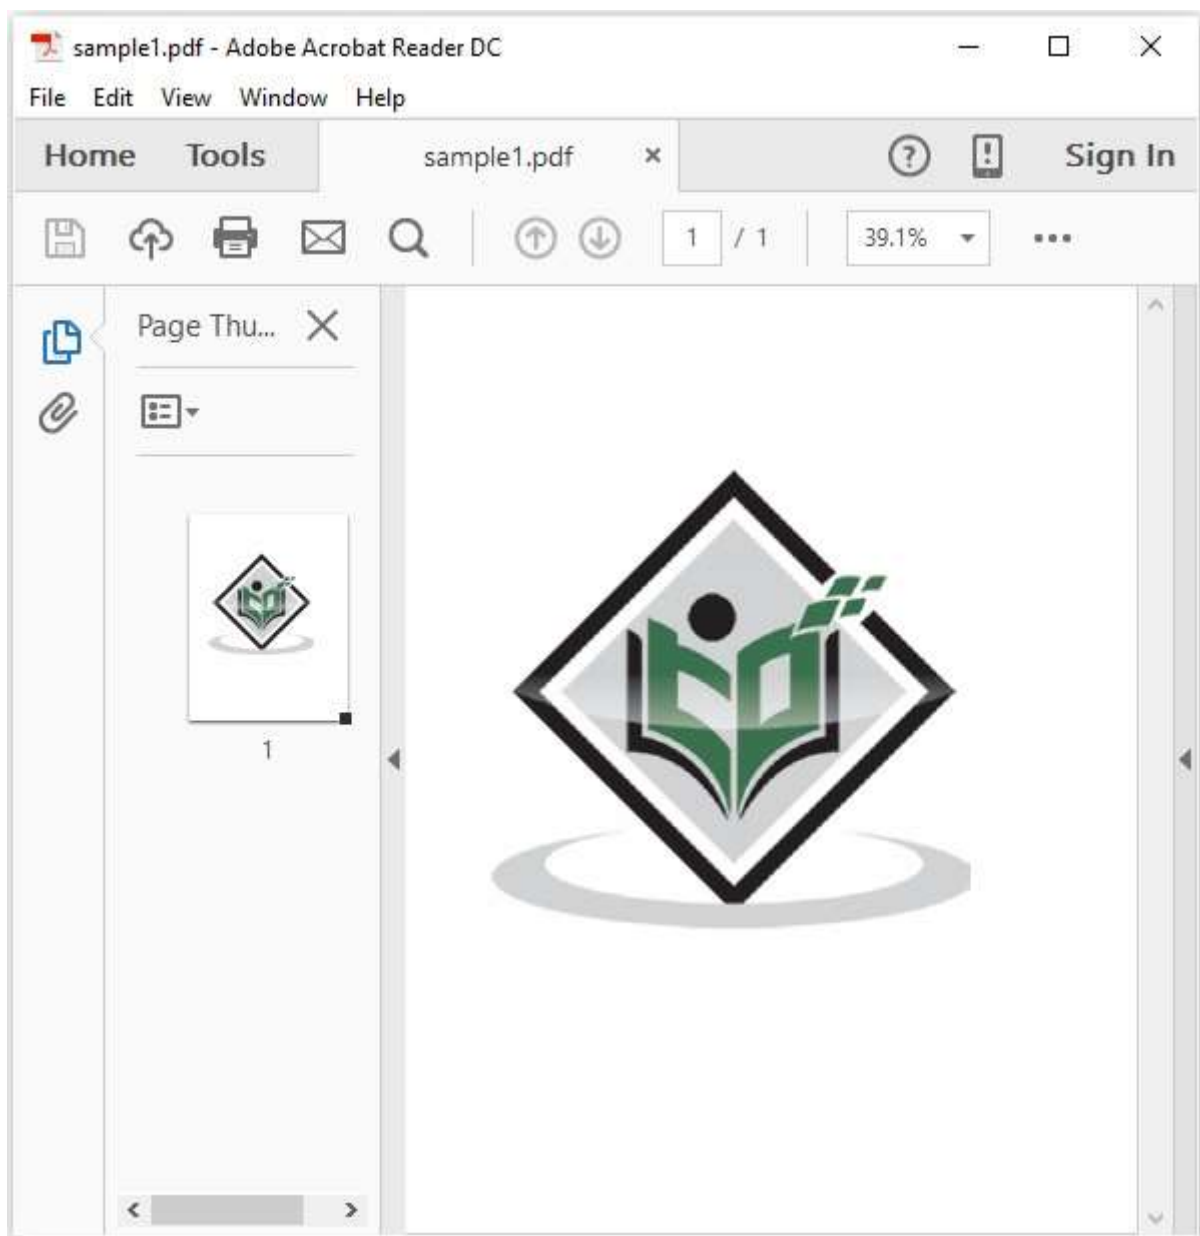 sample1.pdf - Adobe Acrobat Reader DC
File Edit View Window Help
Home Tools sample1.pdf × Sign In
1 / 1 39.1%
Page Thu...
1